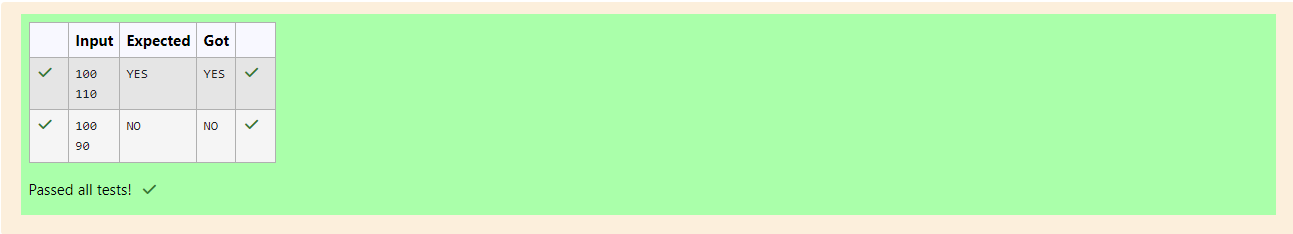 Input Expected Got
100 YES YES
110
100 NO NO
90
Passed all tests!